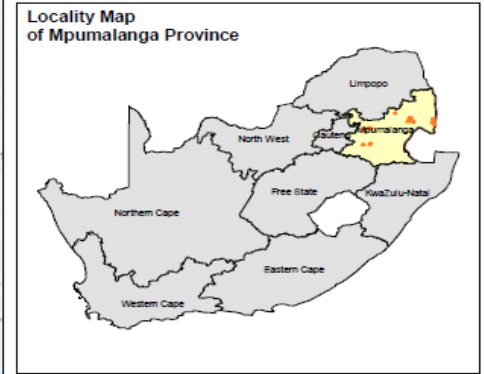 Locality Map
of Mpumalanga Province
Limpopo
North West
Gauteng
Mpumalanga
Free State
KwaZulu-Natal
Northern Cape
Eastern Cape
Western Cape